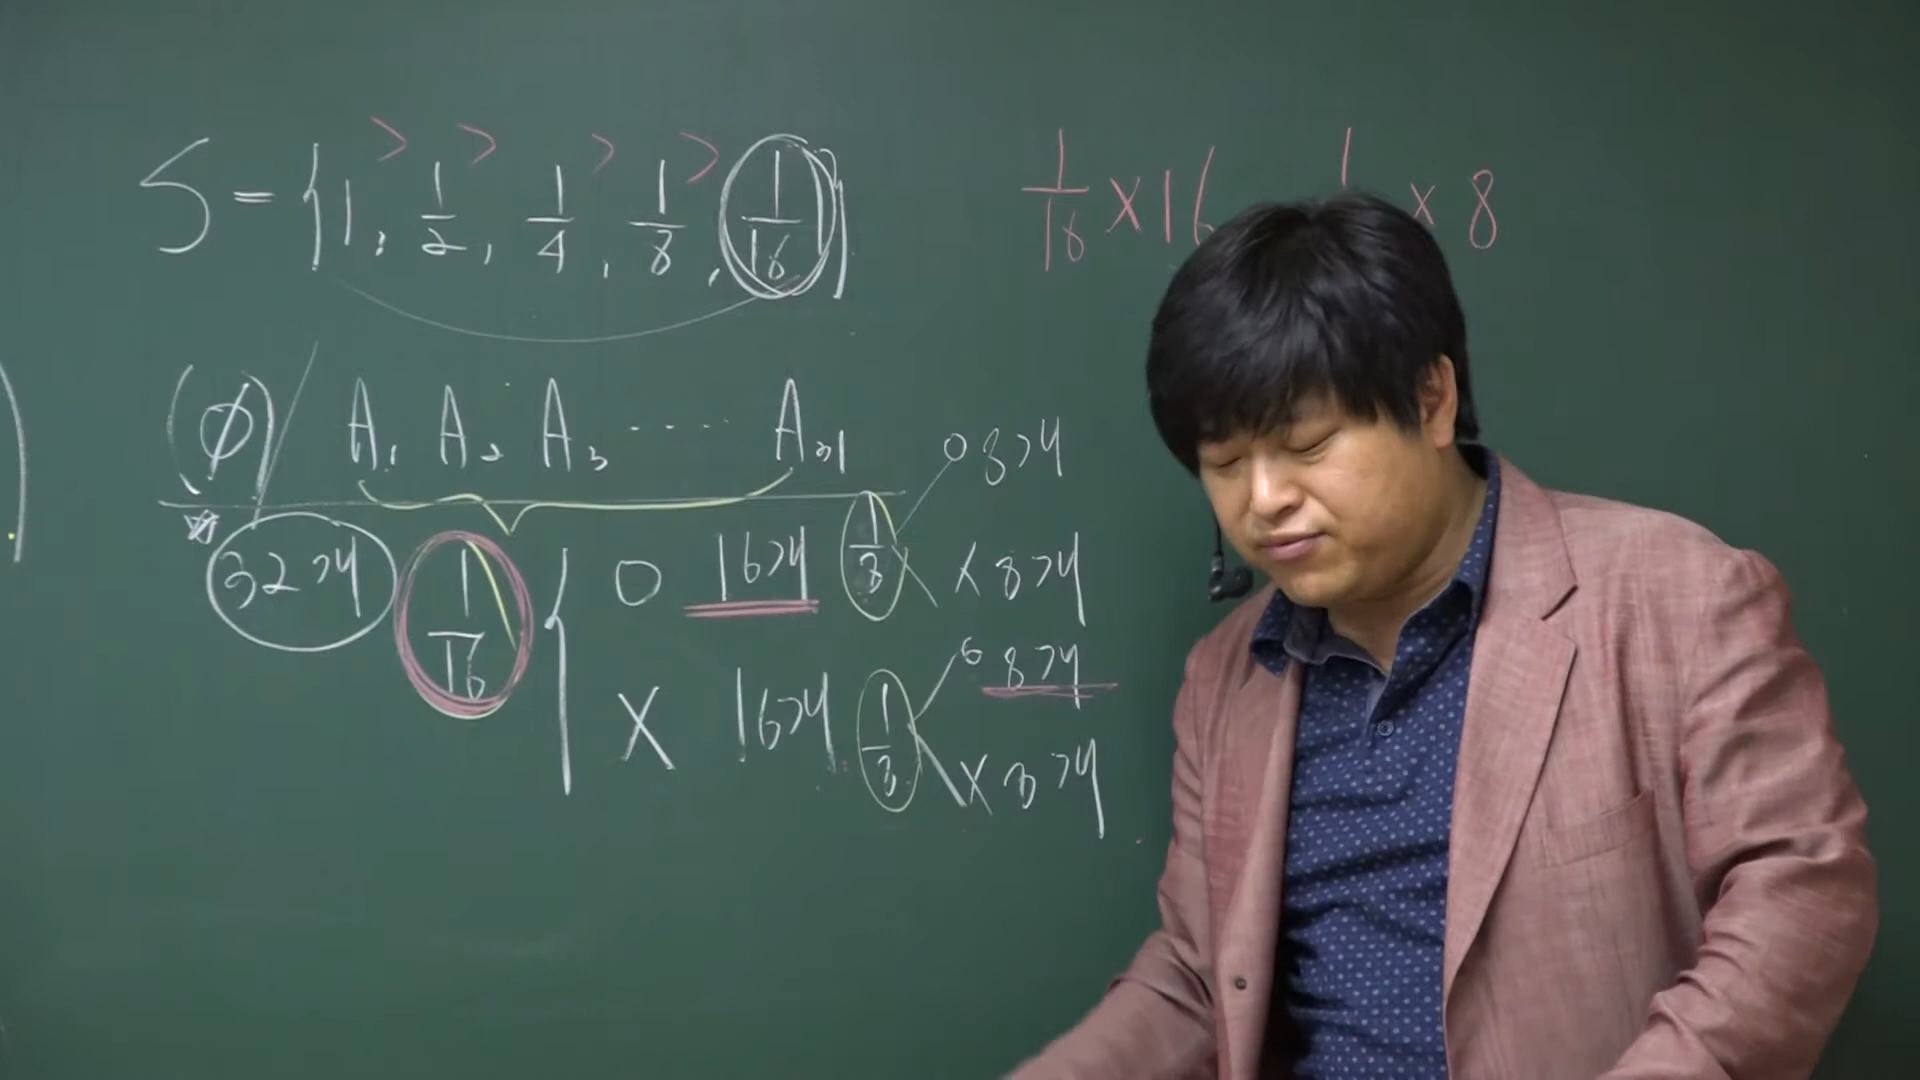 S = {1, 1/2, 1/4, 1/8, 1/16}
> > > >
1/16 × 16 × 8
(∅) A₁ A₂ A₃ ····· A₃₁
32개 1/16 { O 16개 1/8 O 8개
× 8개
X 16개 1/8 O 8개
× 8개